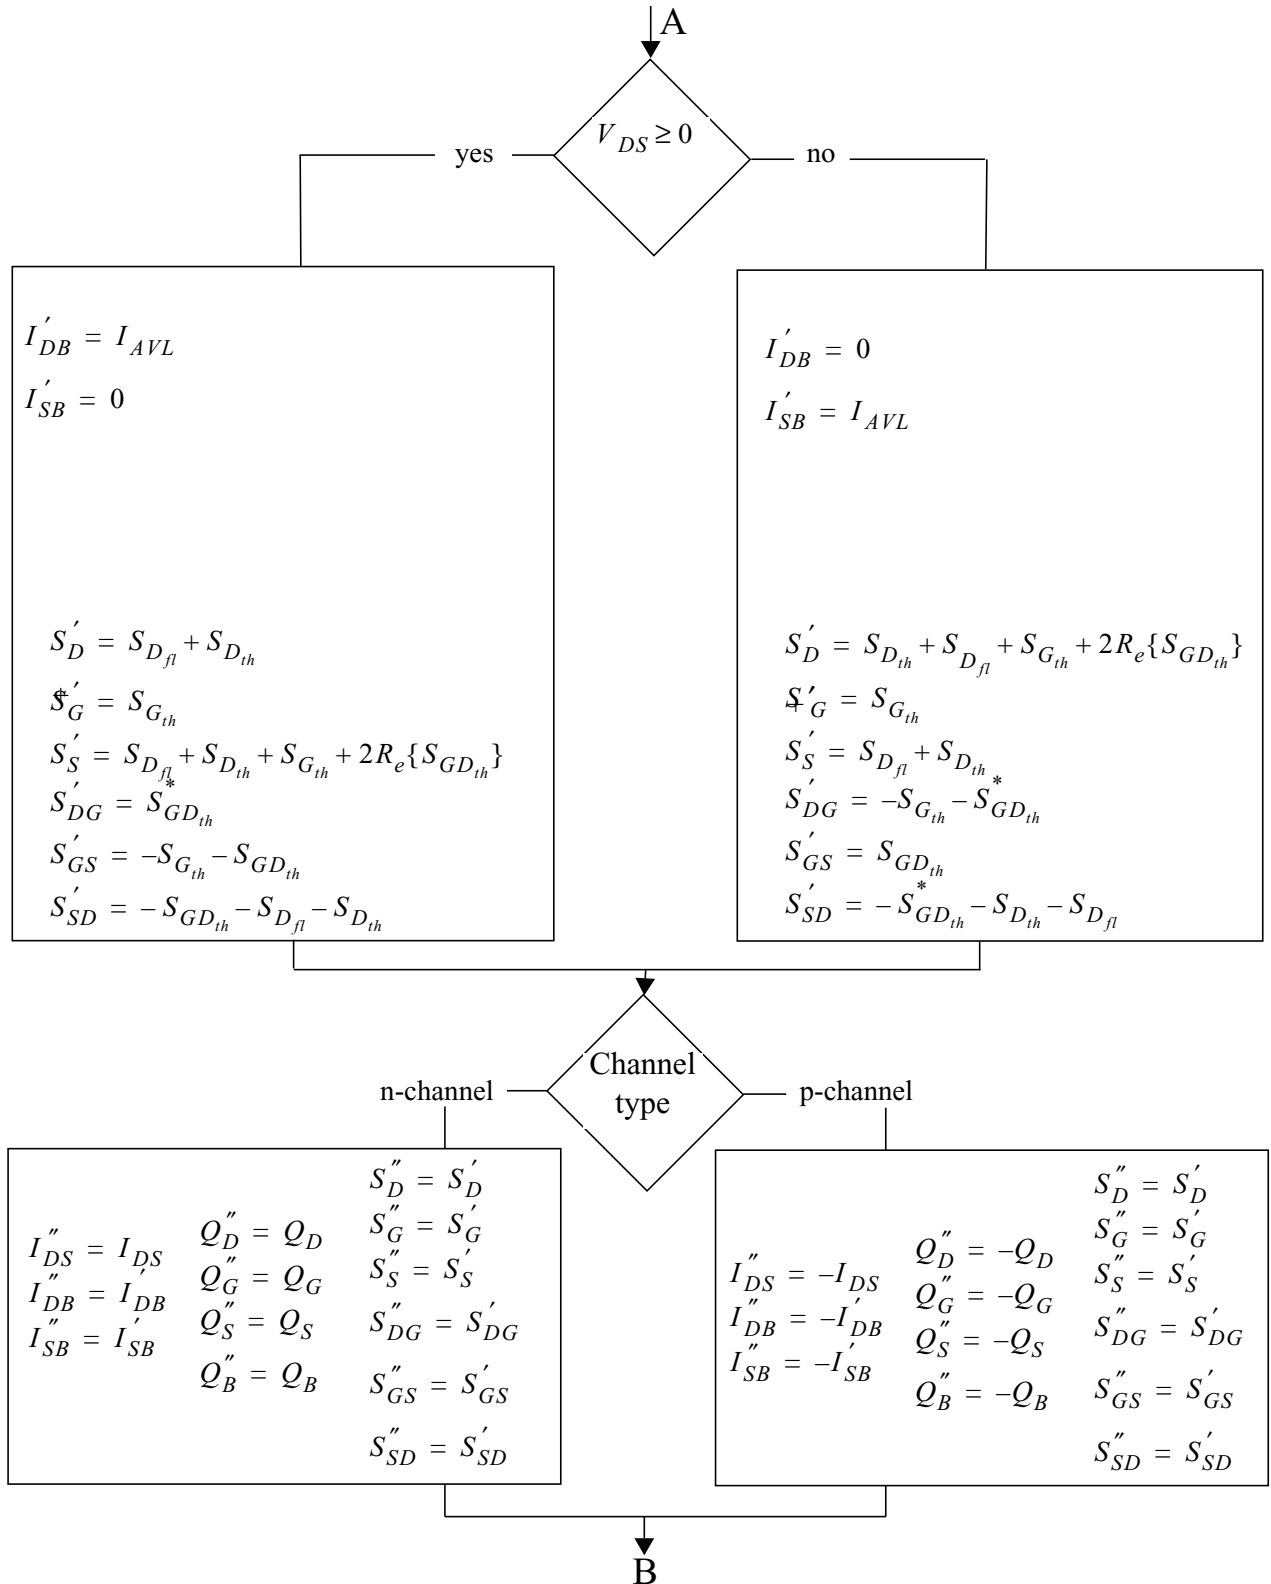 A
V_DS ≥ 0
yes
no
I'_DB = I_AVL
I'_SB = 0
S'_D = S_D_fl + S_D_th
S'_G = S_G_th
S'_S = S_D_fl + S_D_th + S_G_th + 2R_e{S_GD_th}
S'_DG = S*_GD_th
S'_GS = –S_G_th – S_GD_th
S'_SD = – S_GD_th – S_D_fl – S_D_th
I'_DB = 0
I'_SB = I_AVL
S'_D = S_D_th + S_D_fl + S_G_th + 2R_e{S_GD_th}
S'_G = S_G_th
S'_S = S_D_fl + S_D_th
S'_DG = –S_G_th – S*_GD_th
S'_GS = S_GD_th
S'_SD = – S*_GD_th – S_D_th – S_D_fl
Channel
type
n-channel
p-channel
I''_DS = I_DS
I''_DB = I'_DB
I''_SB = I'_SB
Q''_D = Q_D
Q''_G = Q_G
Q''_S = Q_S
Q''_B = Q_B
S''_D = S'_D
S''_G = S'_G
S''_S = S'_S
S''_DG = S'_DG
S''_GS = S'_GS
S''_SD = S'_SD
I''_DS = –I_DS
I''_DB = –I'_DB
I''_SB = –I'_SB
Q''_D = –Q_D
Q''_G = –Q_G
Q''_S = –Q_S
Q''_B = –Q_B
S''_D = S'_D
S''_G = S'_G
S''_S = S'_S
S''_DG = S'_DG
S''_GS = S'_GS
S''_SD = S'_SD
B